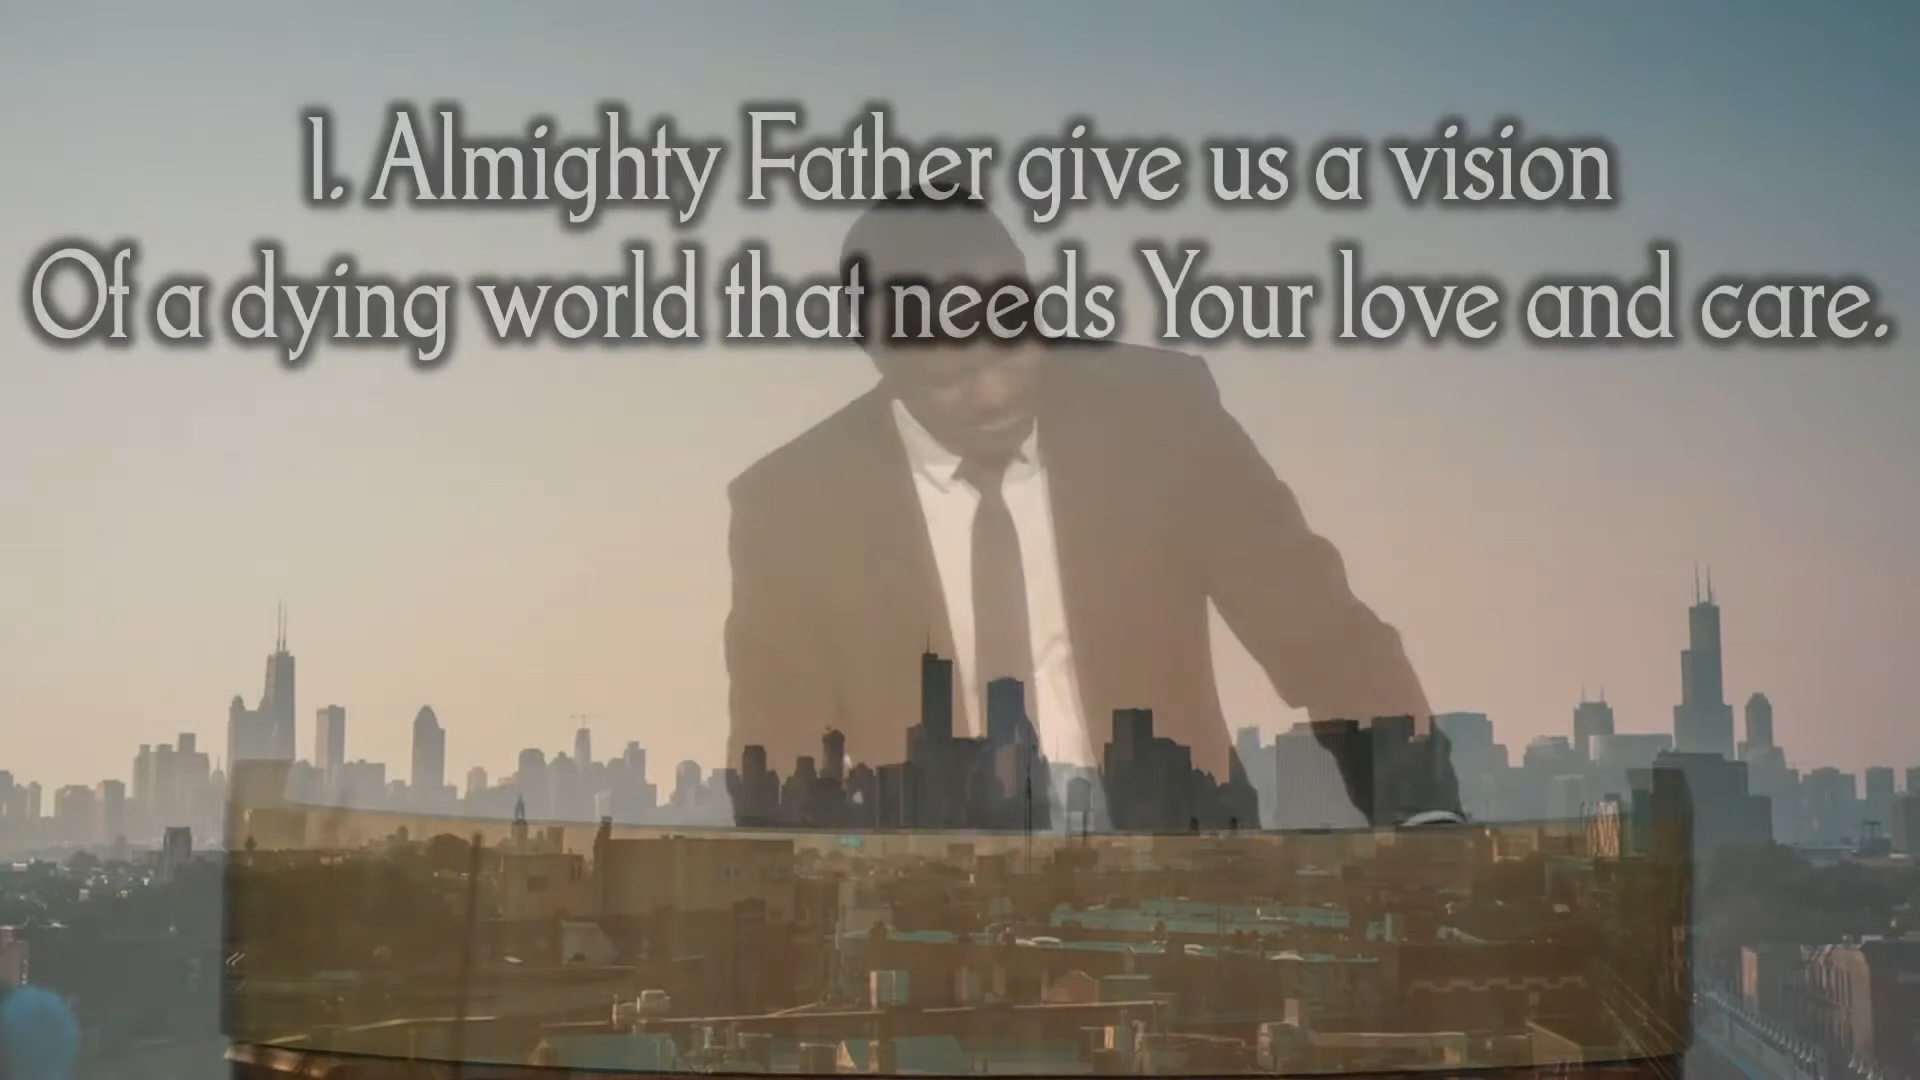 1. Almighty Father give us a vision
Of a dying world that needs Your love and care.